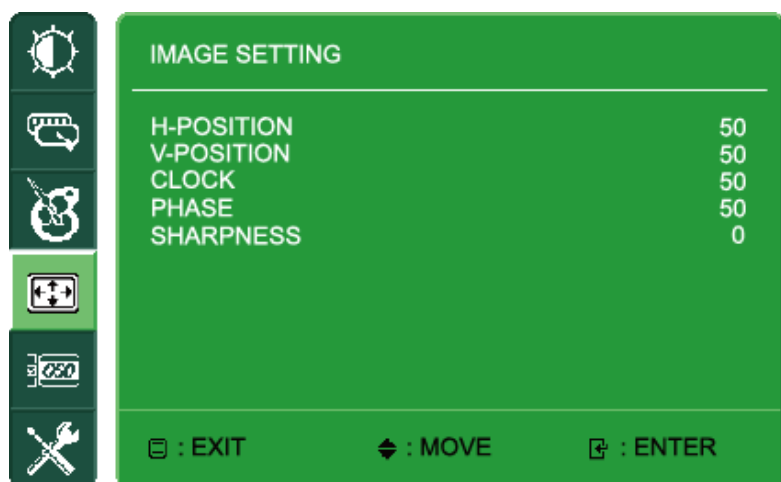 IMAGE SETTING
H-POSITION 50
V-POSITION 50
CLOCK 50
PHASE 50
SHARPNESS 0
: EXIT : MOVE : ENTER